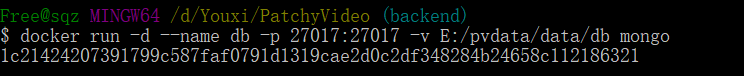 Free@sqz MINGW64 /d/Youxi/PatchyVideo (backend)
$ docker run -d --name db -p 27017:27017 -v E:/pvdata/data/db mongo
1c21424207391799c587faf0791d1319cae2d0c2df348284b24658c112186321